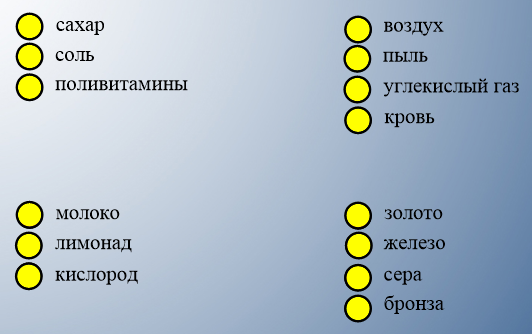 сахар
соль
поливитамины
воздух
пыль
углекислый газ
кровь
молоко
лимонад
кислород
золото
железо
сера
бронза